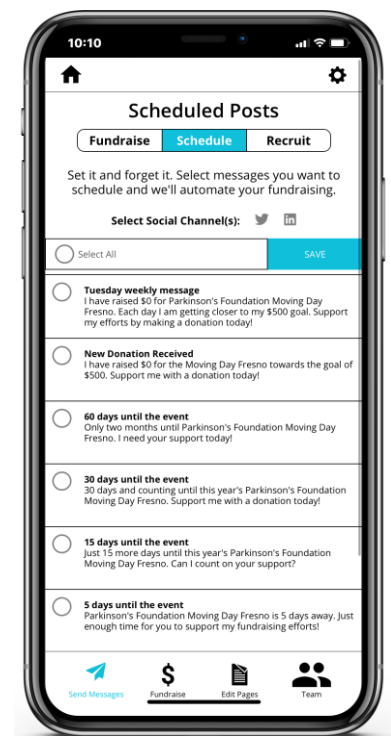 10:10
Scheduled Posts
Fundraise Schedule Recruit
Set it and forget it. Select messages you want to
schedule and we'll automate your fundraising.
Select Social Channel(s): in
Select All SAVE
Tuesday weekly message
I have raised $0 for Parkinson's Foundation Moving Day
Fresno. Each day I am getting closer to my $500 goal. Support
my efforts by making a donation today!
New Donation Received
I have raised $0 for the Moving Day Fresno towards the goal of
$500. Support me with a donation today!
60 days until the event
Only two months until Parkinson's Foundation Moving Day
Fresno. I need your support today!
30 days until the event
30 days and counting until this year's Parkinson's Foundation
Moving Day Fresno. Support me with a donation today!
15 days until the event
Just 15 more days until this year's Parkinson's Foundation
Moving Day Fresno. Can I count on your support?
5 days until the event
Parkinson's Foundation Moving Day Fresno is 5 days away. Just
enough time for you to support my fundraising efforts!
$
Send Messages Fundraise Edit Pages Team